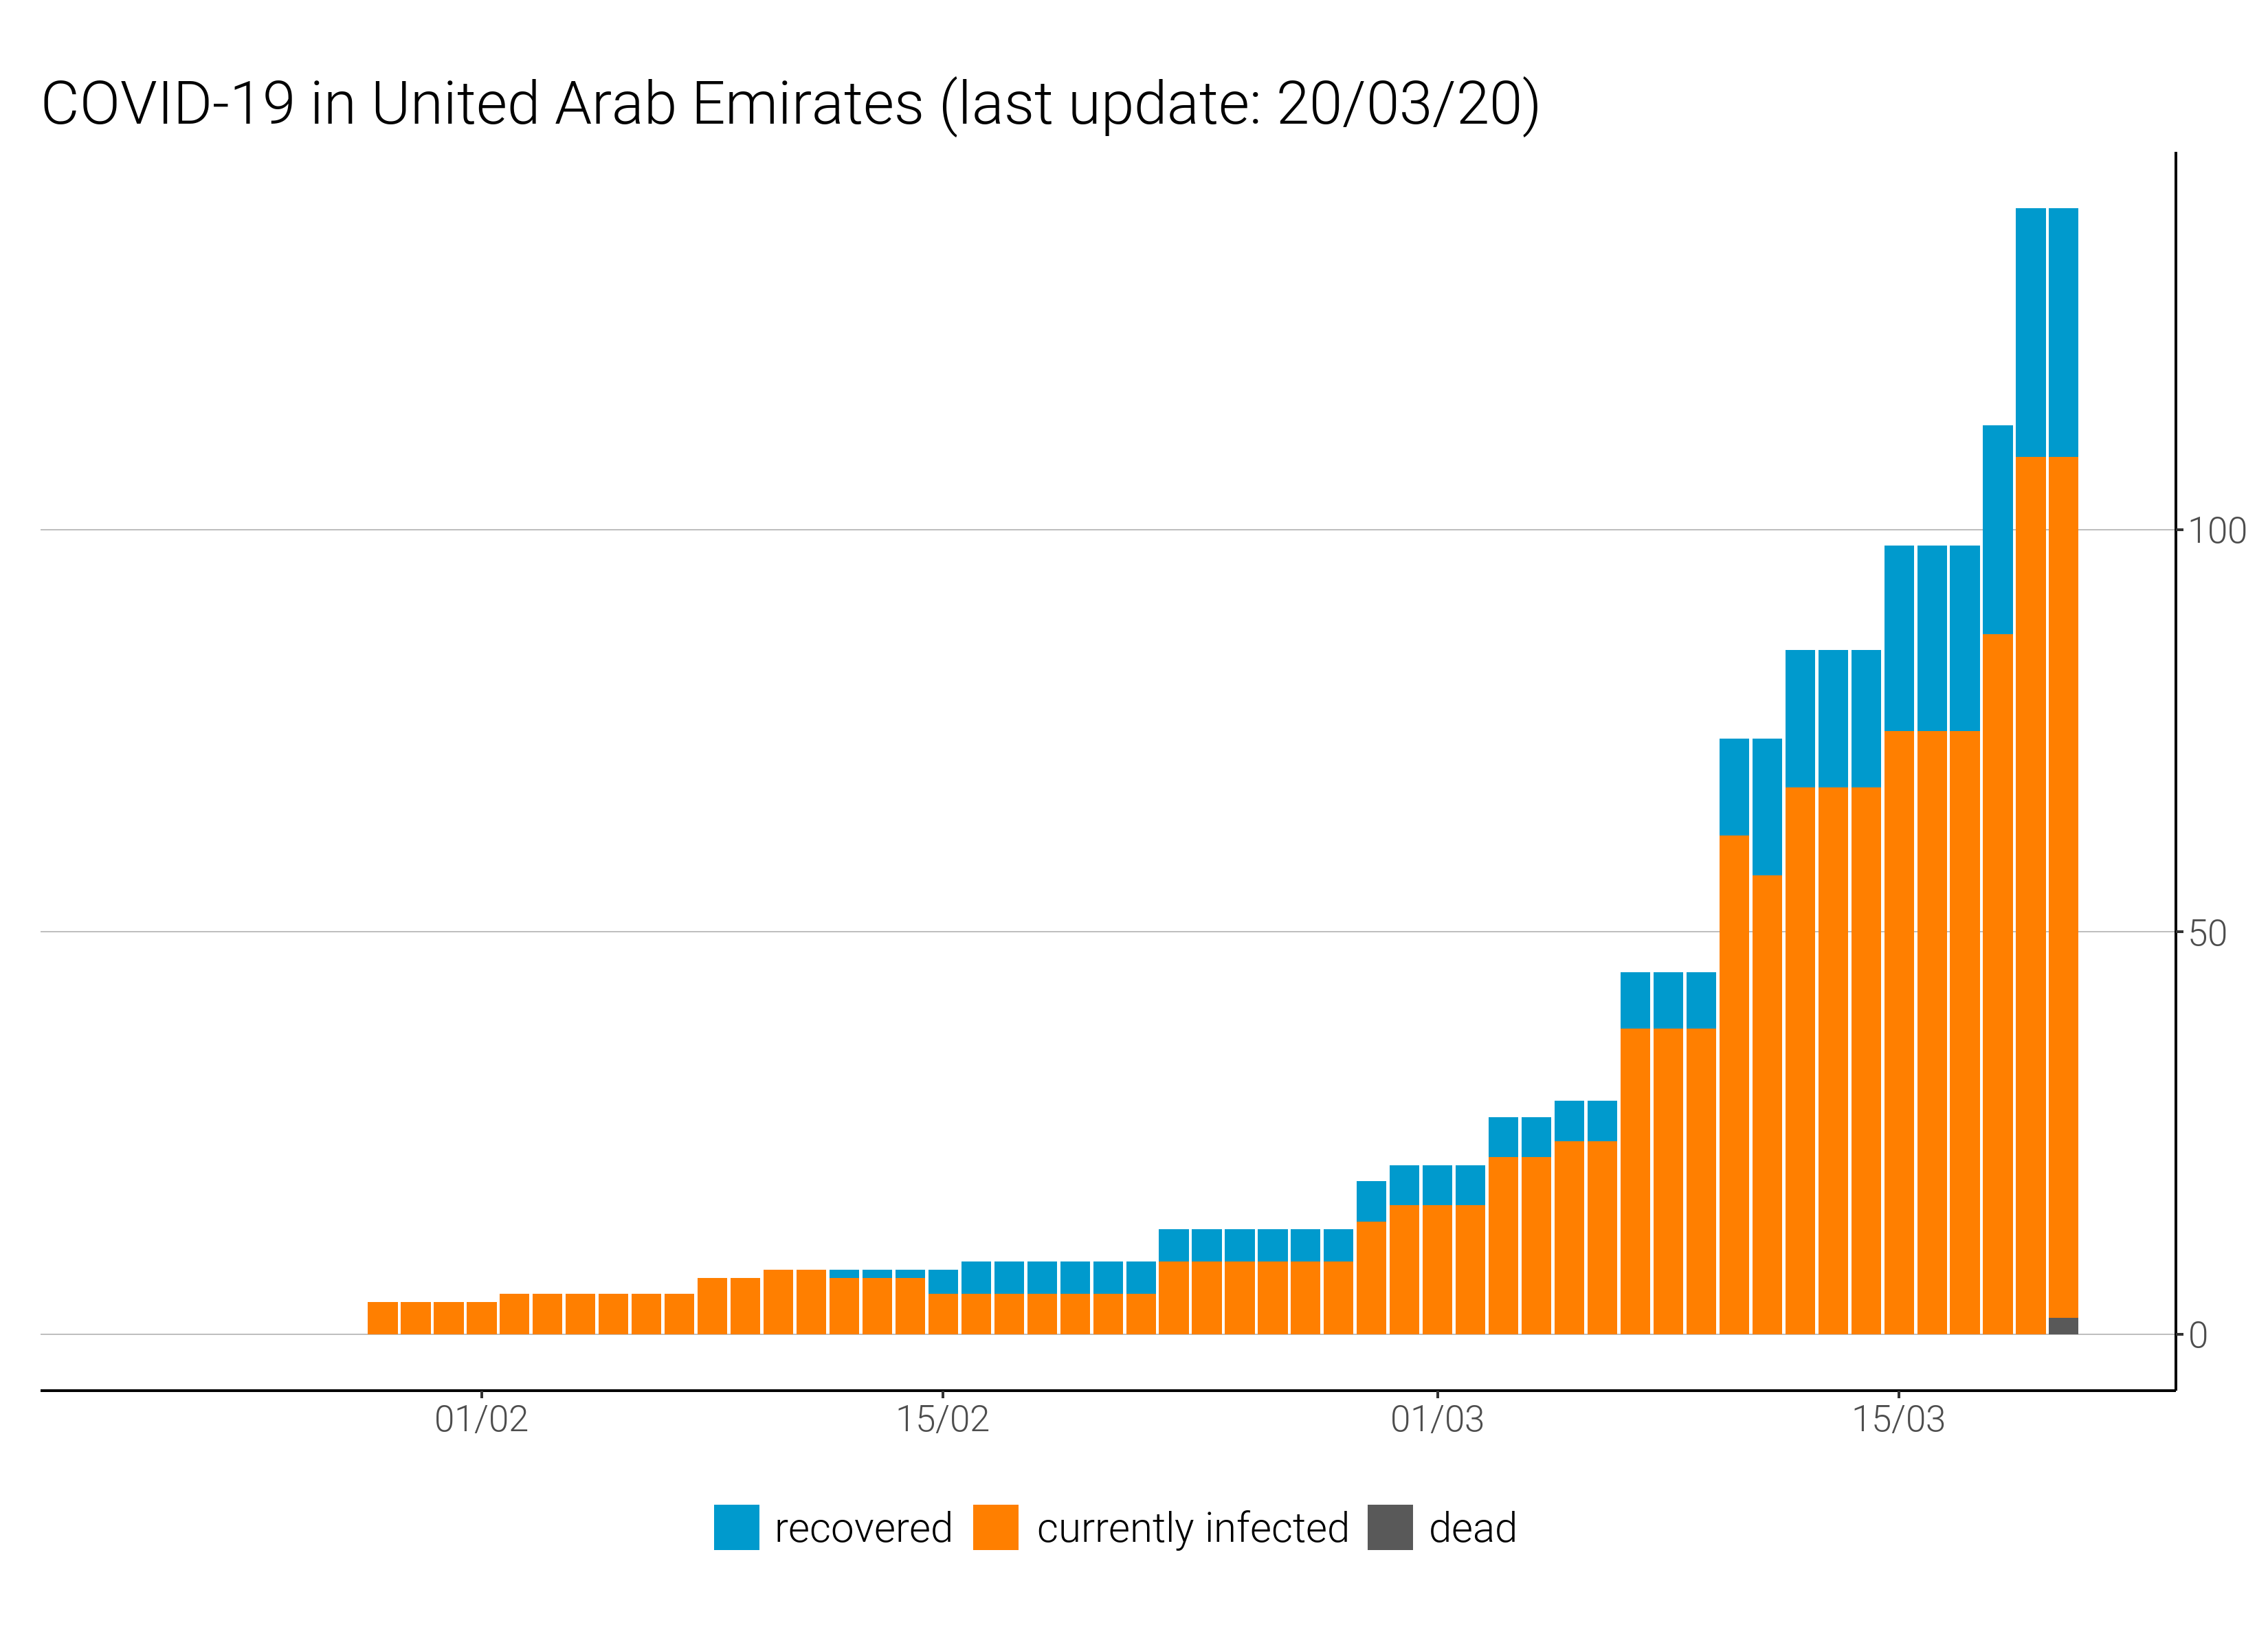 COVID-19 in United Arab Emirates (last update: 20/03/20)
100
50
0
01/02 15/02 01/03 15/03
recovered currently infected dead